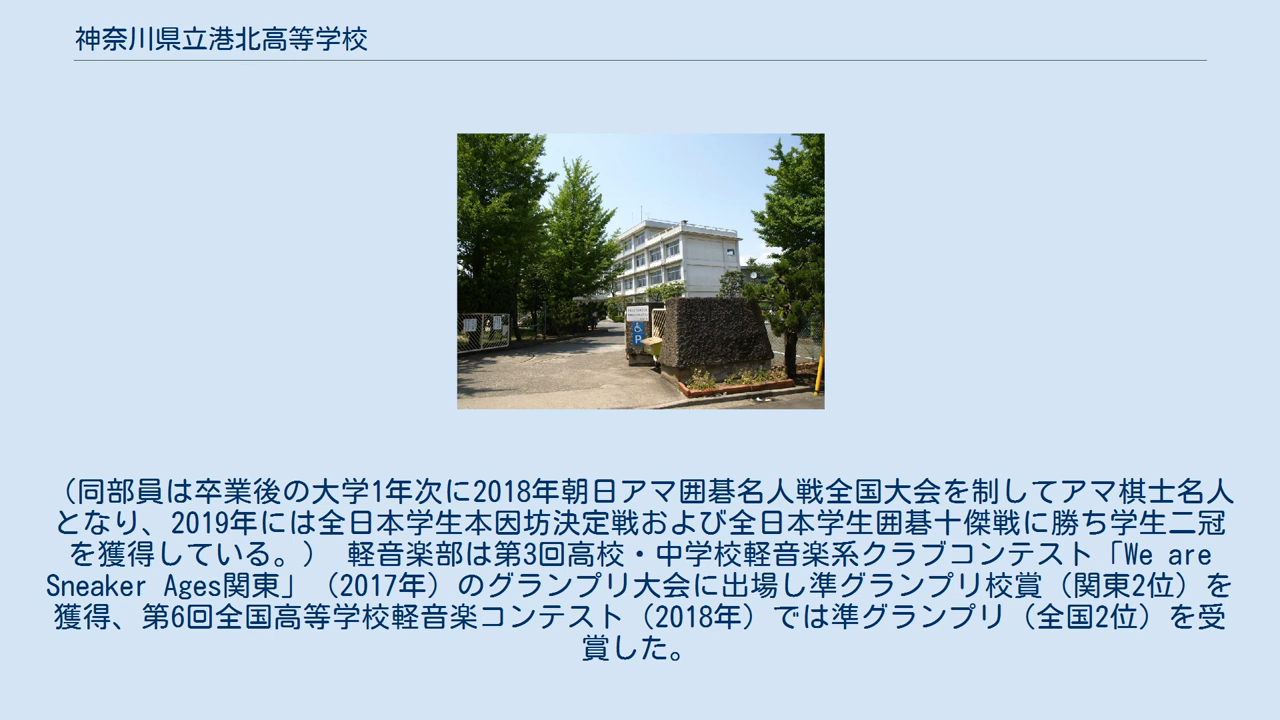 神奈川県立港北高等学校
P
（同部員は卒業後の大学1年次に2018年朝日アマ囲碁名人戦全国大会を制してアマ棋士名人
となり、2019年には全日本学生本因坊決定戦および全日本学生囲碁十傑戦に勝ち学生二冠
を獲得している。） 軽音楽部は第3回高校・中学校軽音楽系クラブコンテスト「We are
Sneaker Ages関東」（2017年）のグランプリ大会に出場し準グランプリ校賞（関東2位）を
獲得、第6回全国高等学校軽音楽コンテスト（2018年）では準グランプリ（全国2位）を受
賞した。